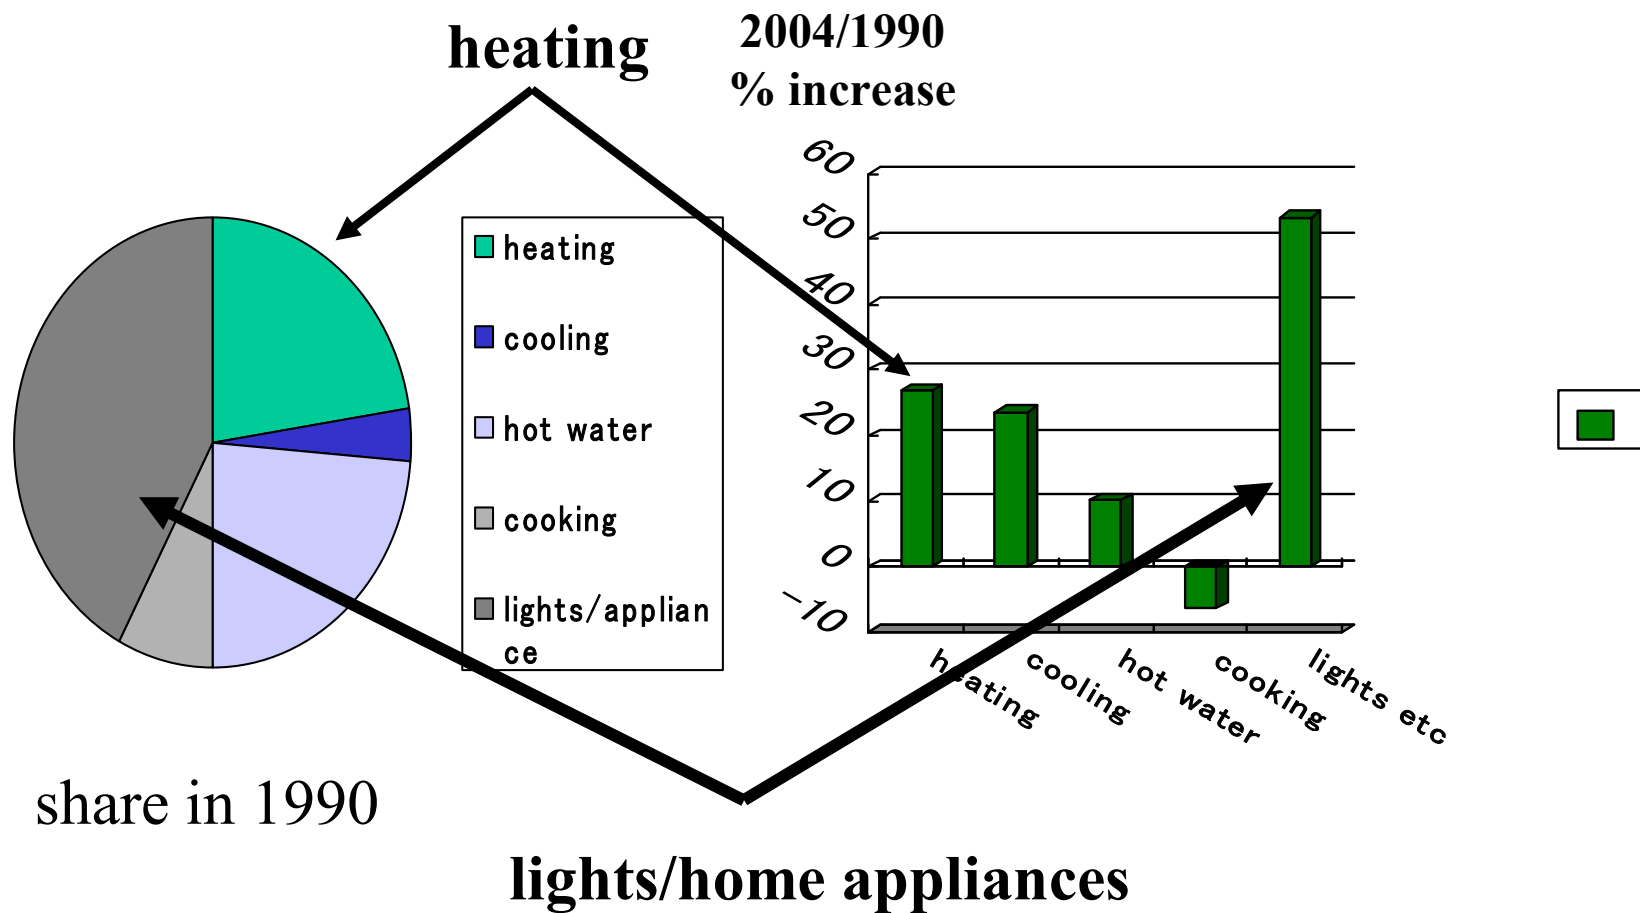 heating
2004/1990
% increase
heating
cooling
hot water
cooking
lights/applian
ce
60
50
40
30
20
10
0
-10
heating
cooling
hot water
cooking
lights etc
share in 1990
lights/home appliances